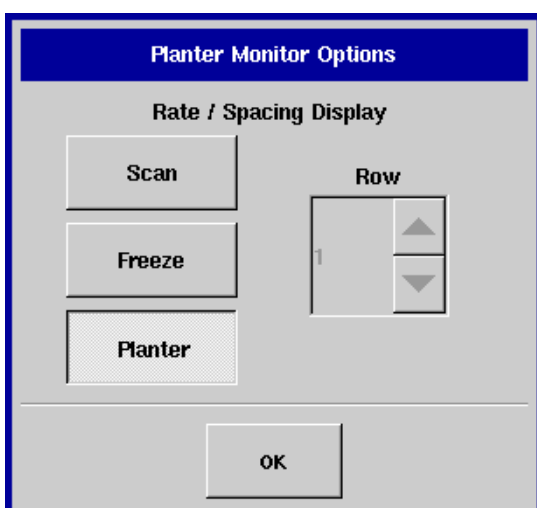 Planter Monitor Options
Rate / Spacing Display
Scan
Row
Freeze
1
Planter
OK